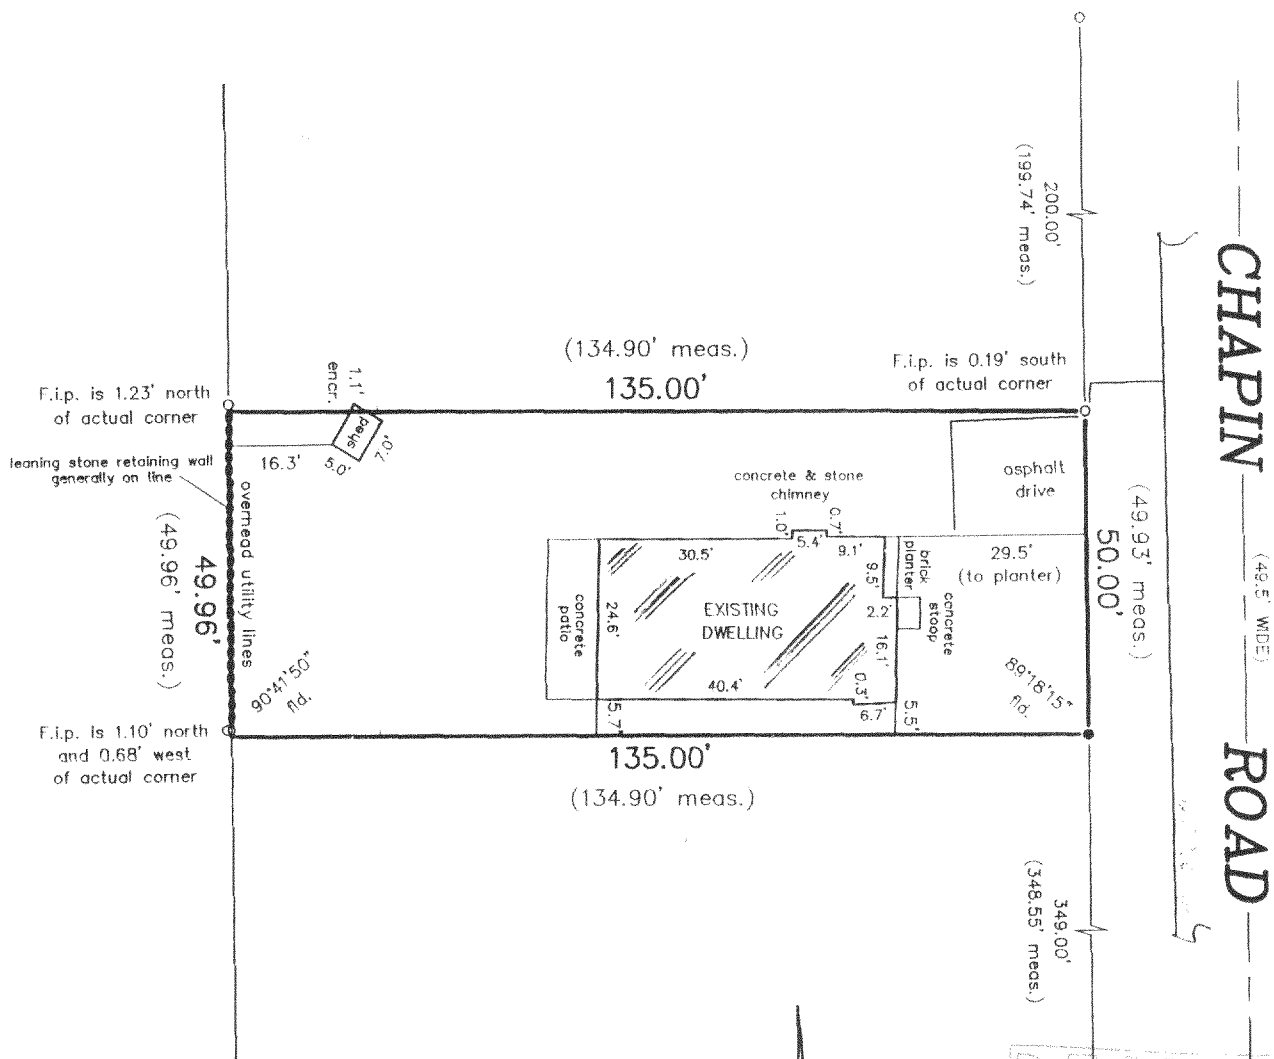 200.00'
(199.74' meas.)
CHAPIN ROAD
(49.5' WIDE)
(134.90' meas.)
135.00'
F.i.p. is 0.19' south
of actual corner
F.i.p. is 1.23' north
of actual corner
1.1'
encr.
shed
16.3'
5.0'
7.0'
leaning stone retaining wall
generally on line
overhead utility lines
49.96'
(49.96' meas.)
concrete & stone
chimney
1.0'
0.7'
5.4'
30.5'
9.1'
asphalt
drive
brick
planter
9.5'
29.5'
(to planter)
50.00'
(49.93' meas.)
concrete
patio
24.6'
EXISTING
DWELLING
2.2'
concrete
stoop
16.1'
40.4'
0.3'
6.7'
5.7'
5.5'
90°41'50"
fld.
89°18'15"
fld.
F.i.p. is 1.10' north
and 0.68' west
of actual corner
135.00'
(134.90' meas.)
349.00'
(348.55' meas.)